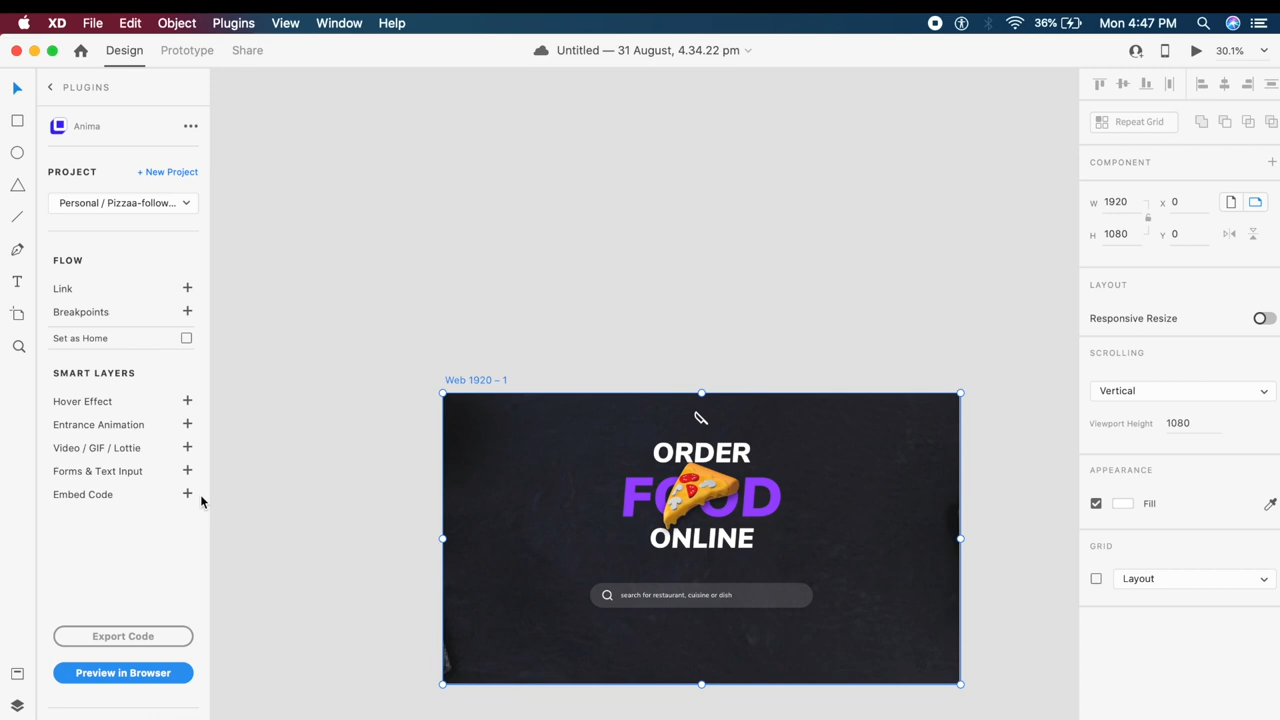 XD File Edit Object Plugins View Window Help 36% Mon 4:47 PM
Design Prototype Share Untitled — 31 August, 4.34.22 pm 30.1%
PLUGINS
Anima
PROJECT + New Project
Personal / Pizzaa-follow...
FLOW
Link
Breakpoints
Set as Home
SMART LAYERS
Hover Effect
Entrance Animation
Video / GIF / Lottie
Forms & Text Input
Embed Code
Export Code
Preview in Browser
Web 1920 – 1
ORDER
FOOD
ONLINE
search for restaurant, cuisine or dish
Repeat Grid
COMPONENT
W 1920 X 0
H 1080 Y 0
LAYOUT
Responsive Resize
SCROLLING
Vertical
Viewport Height 1080
APPEARANCE
Fill
GRID
Layout